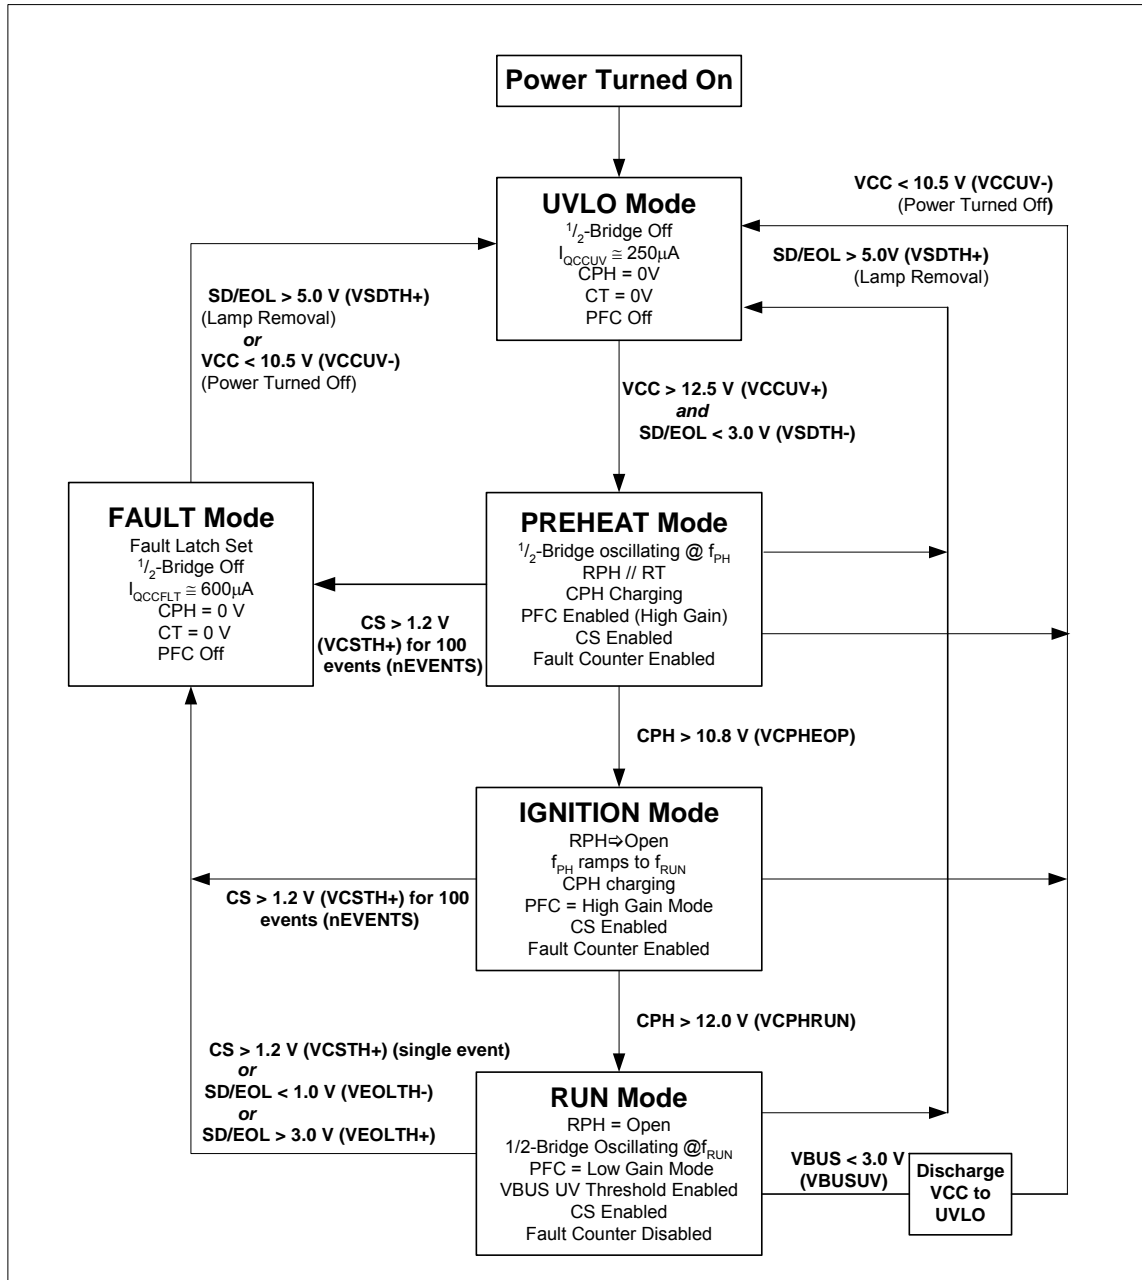 Power Turned On
UVLO Mode
1/2-Bridge Off
IQCCUV ≅ 250µA
CPH = 0V
CT = 0V
PFC Off
VCC < 10.5 V (VCCUV-)
(Power Turned Off)
SD/EOL > 5.0V (VSDTH+)
(Lamp Removal)
SD/EOL > 5.0 V (VSDTH+)
(Lamp Removal)
or
VCC < 10.5 V (VCCUV-)
(Power Turned Off)
VCC > 12.5 V (VCCUV+)
and
SD/EOL < 3.0 V (VSDTH-)
FAULT Mode
Fault Latch Set
1/2-Bridge Off
IQCCFLT ≅ 600µA
CPH = 0 V
CT = 0 V
PFC Off
CS > 1.2 V
(VCSTH+) for 100
events (nEVENTS)
PREHEAT Mode
1/2-Bridge oscillating @ fPH
RPH // RT
CPH Charging
PFC Enabled (High Gain)
CS Enabled
Fault Counter Enabled
CPH > 10.8 V (VCPHEOP)
IGNITION Mode
RPH⇨Open
fPH ramps to fRUN
CPH charging
PFC = High Gain Mode
CS Enabled
Fault Counter Enabled
CS > 1.2 V (VCSTH+) for 100
events (nEVENTS)
CPH > 12.0 V (VCPHRUN)
CS > 1.2 V (VCSTH+) (single event)
or
SD/EOL < 1.0 V (VEOLTH-)
or
SD/EOL > 3.0 V (VEOLTH+)
RUN Mode
RPH = Open
1/2-Bridge Oscillating @fRUN
PFC = Low Gain Mode
VBUS UV Threshold Enabled
CS Enabled
Fault Counter Disabled
VBUS < 3.0 V
(VBUSUV)
Discharge
VCC to
UVLO